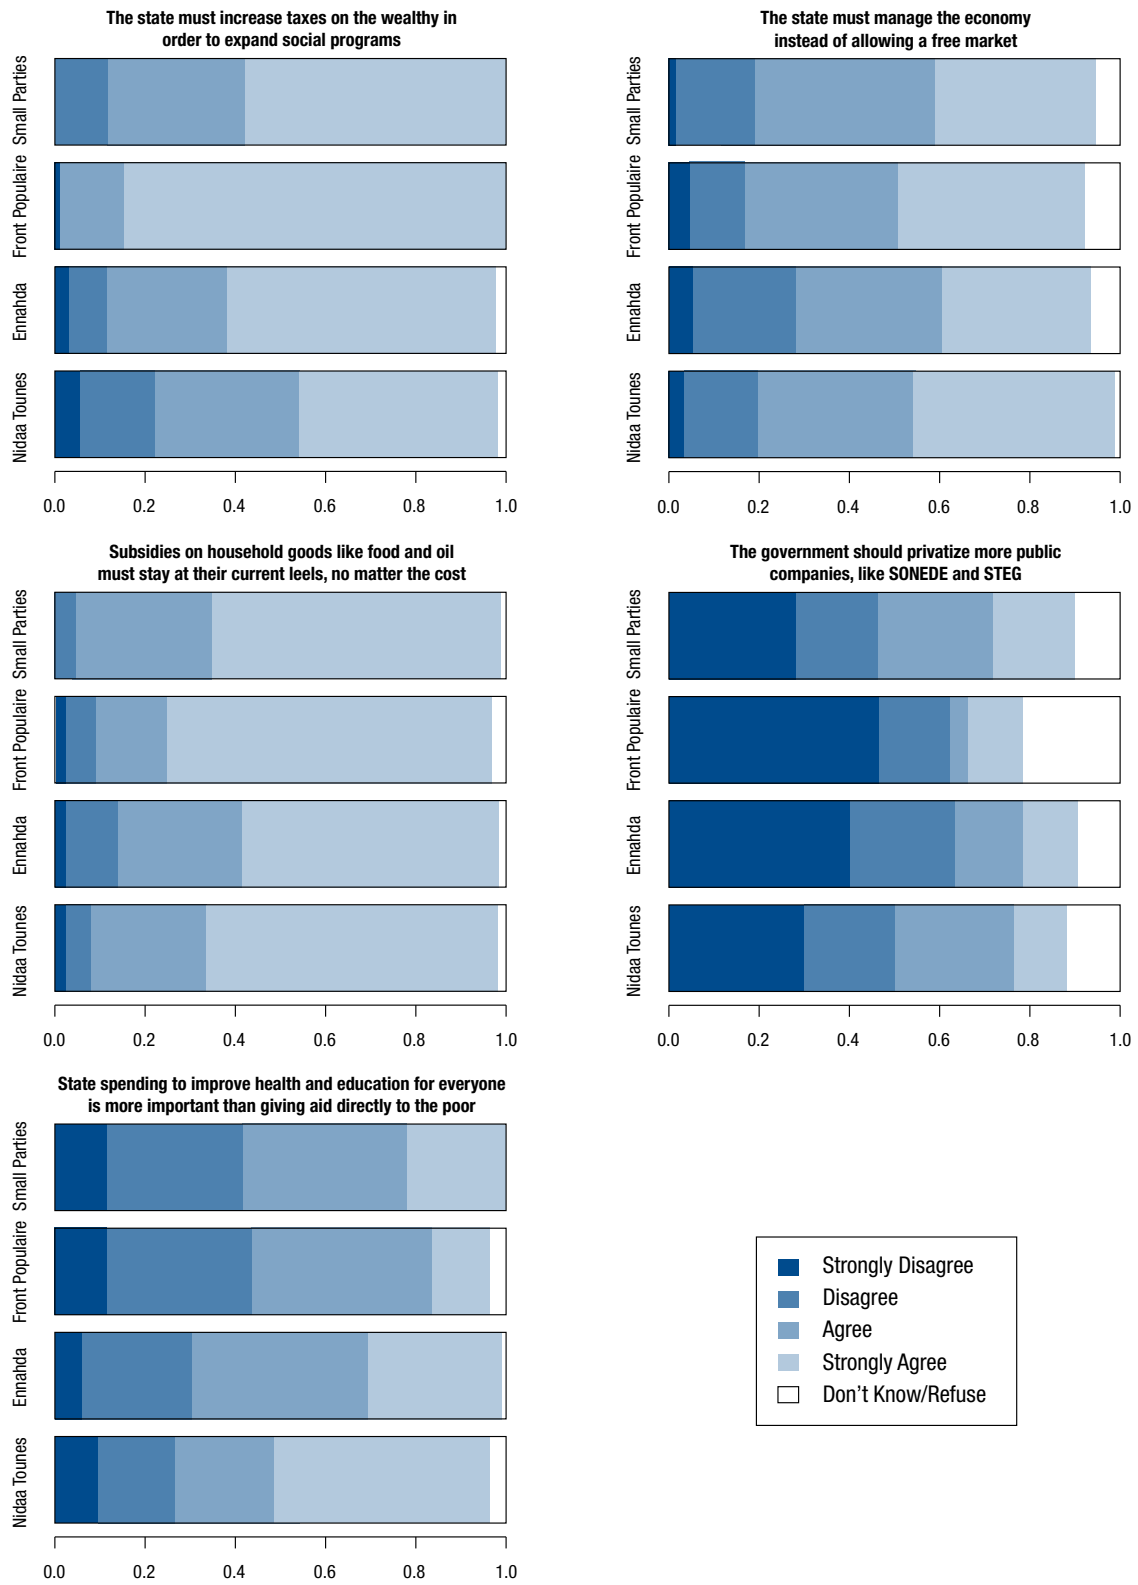 The state must increase taxes on the wealthy in
order to expand social programs
Small Parties
Front Populaire
Ennahda
Nidaa Tounes
0.0 0.2 0.4 0.6 0.8 1.0
The state must manage the economy
instead of allowing a free market
Small Parties
Front Populaire
Ennahda
Nidaa Tounes
0.0 0.2 0.4 0.6 0.8 1.0
Subsidies on household goods like food and oil
must stay at their current leels, no matter the cost
Small Parties
Front Populaire
Ennahda
Nidaa Tounes
0.0 0.2 0.4 0.6 0.8 1.0
The government should privatize more public
companies, like SONEDE and STEG
Small Parties
Front Populaire
Ennahda
Nidaa Tounes
0.0 0.2 0.4 0.6 0.8 1.0
State spending to improve health and education for everyone
is more important than giving aid directly to the poor
Small Parties
Front Populaire
Ennahda
Nidaa Tounes
0.0 0.2 0.4 0.6 0.8 1.0
Strongly Disagree
Disagree
Agree
Strongly Agree
Don't Know/Refuse